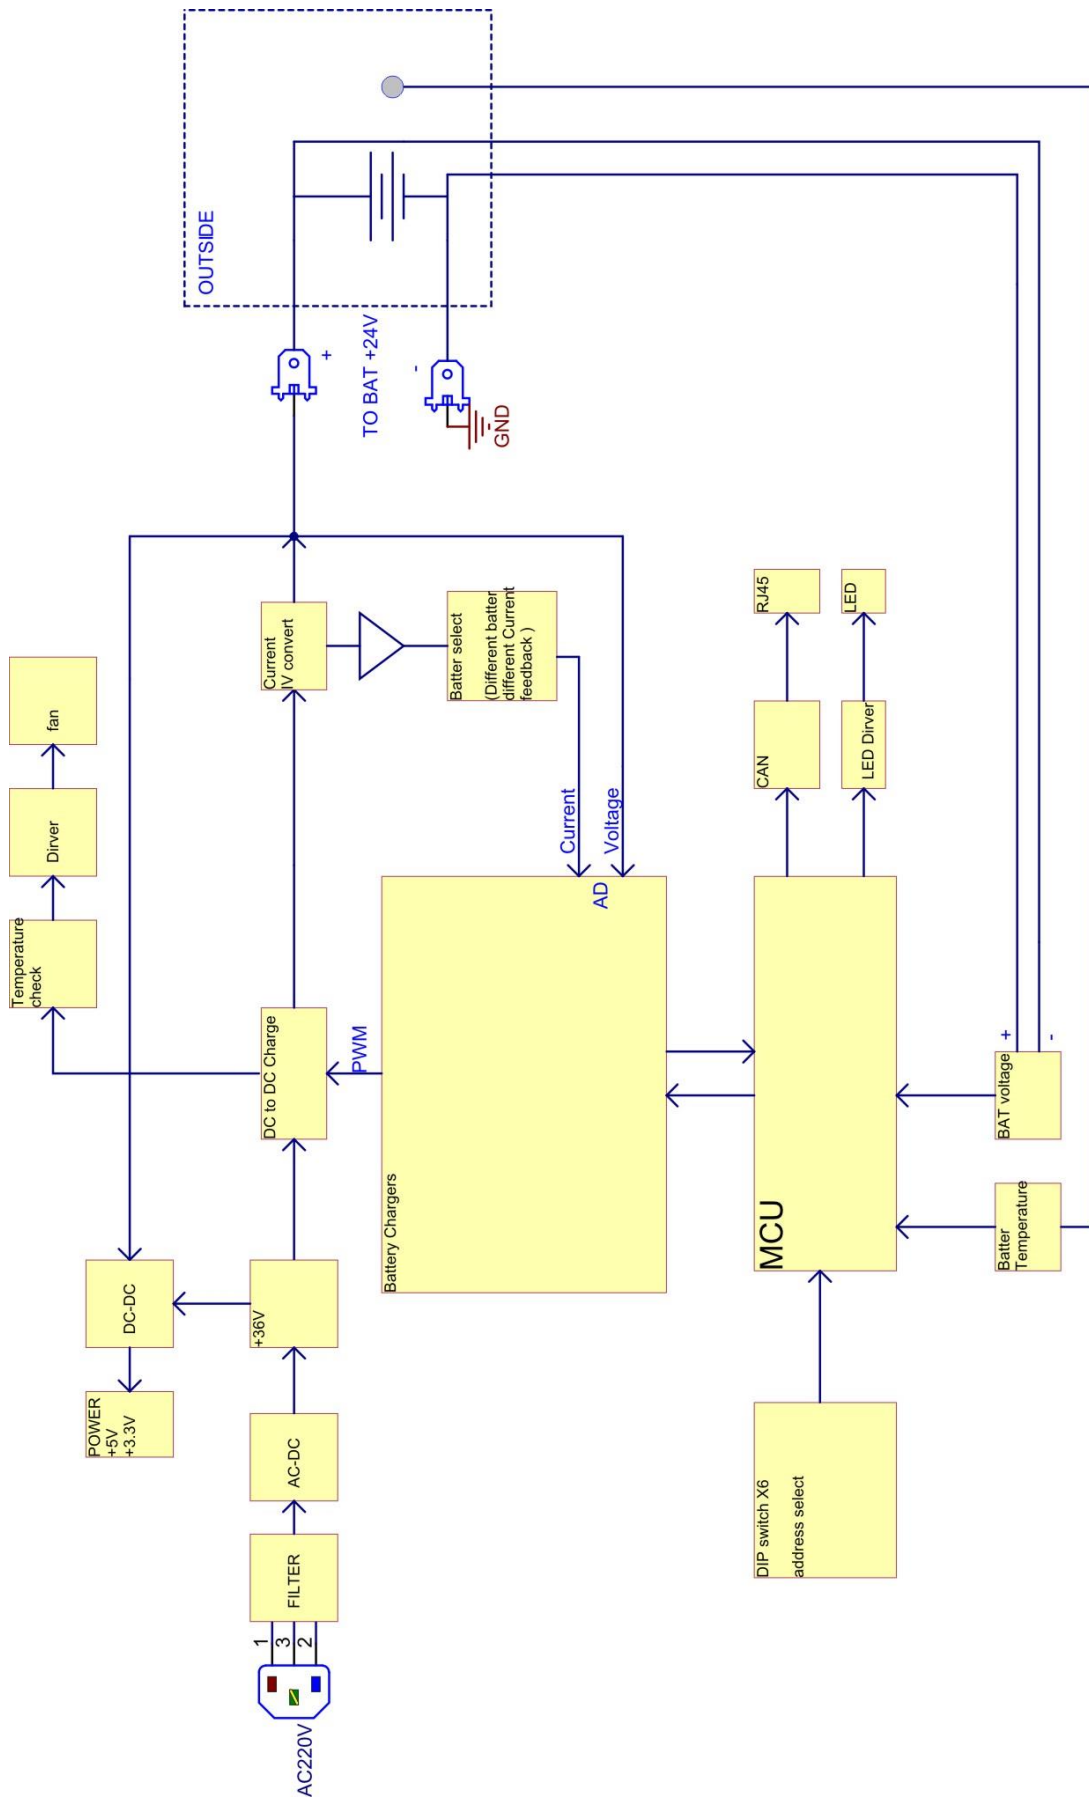 fan
Dirver
Temperature
check
DC-DC
POWER
+5V
+3.3V
OUTSIDE
+
TO BAT +24V
-
GND
Current
IV convert
DC to DC Charge
+36V
AC-DC
FILTER
1
3
2
AC220V
Batter select
(Different batter
different Current
feedback )
PWM
Current
Voltage
AD
Battery Chargers
RJ45
LED
CAN
LED Dirver
MCU
DIP switch X6
address select
+
-
BAT voltage
Batter
Temperature